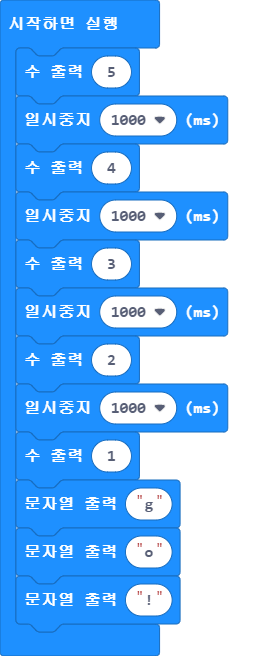 시작하면 실행
수 출력 5
일시중지 1000 (ms)
수 출력 4
일시중지 1000 (ms)
수 출력 3
일시중지 1000 (ms)
수 출력 2
일시중지 1000 (ms)
수 출력 1
문자열 출력 "g"
문자열 출력 "o"
문자열 출력 "!"